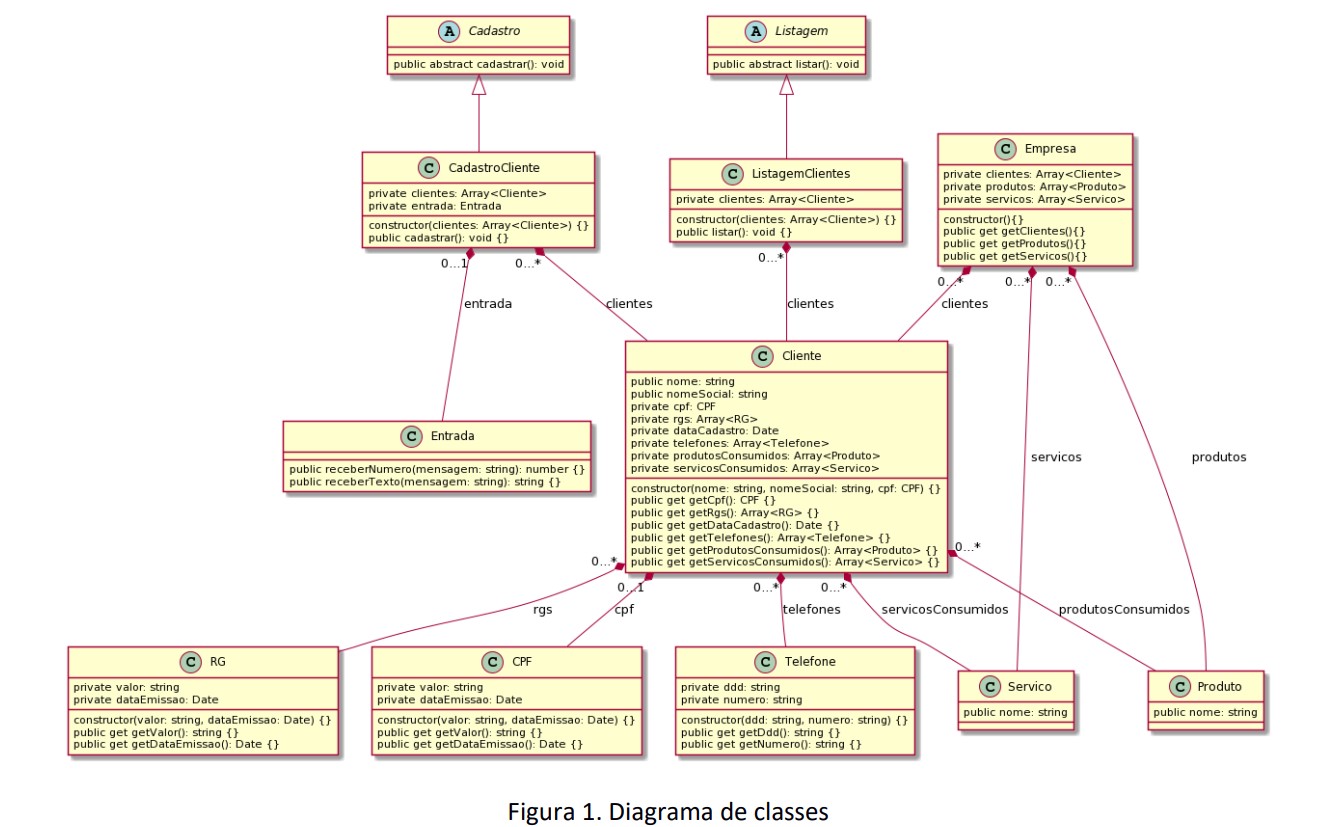 A Cadastro
public abstract cadastrar(): void
A Listagem
public abstract listar(): void
C CadastroCliente
private clientes: Array<Cliente>
private entrada: Entrada
constructor(clientes: Array<Cliente>) {}
public cadastrar(): void {}
C ListagemClientes
private clientes: Array<Cliente>
constructor(clientes: Array<Cliente>) {}
public listar(): void {}
C Empresa
private clientes: Array<Cliente>
private produtos: Array<Produto>
private servicos: Array<Servico>
constructor(){}
public get getClientes(){}
public get getProdutos(){}
public get getServicos(){}
0...1
0...*
0...*
0...*
0...*
0...*
entrada
clientes
clientes
clientes
C Cliente
public nome: string
public nomeSocial: string
private cpf: CPF
private rgs: Array<RG>
private dataCadastro: Date
private telefones: Array<Telefone>
private produtosConsumidos: Array<Produto>
private servicosConsumidos: Array<Servico>
constructor(nome: string, nomeSocial: string, cpf: CPF) {}
public get getCpf(): CPF {}
public get getRgs(): Array<RG> {}
public get getDataCadastro(): Date {}
public get getTelefones(): Array<Telefone> {}
public get getProdutosConsumidos(): Array<Produto> {}
public get getServicosConsumidos(): Array<Servico> {}
C Entrada
public receberNumero(mensagem: string): number {}
public receberTexto(mensagem: string): string {}
servicos
produtos
0...*
0...*
0...1
0...*
0...*
rgs
cpf
telefones
servicosConsumidos
produtosConsumidos
C RG
private valor: string
private dataEmissao: Date
constructor(valor: string, dataEmissao: Date) {}
public get getValor(): string {}
public get getDataEmissao(): Date {}
C CPF
private valor: string
private dataEmissao: Date
constructor(valor: string, dataEmissao: Date) {}
public get getValor(): string {}
public get getDataEmissao(): Date {}
C Telefone
private ddd: string
private numero: string
constructor(ddd: string, numero: string) {}
public get getDdd(): string {}
public get getNumero(): string {}
C Servico
public nome: string
C Produto
public nome: string
Figura 1. Diagrama de classes